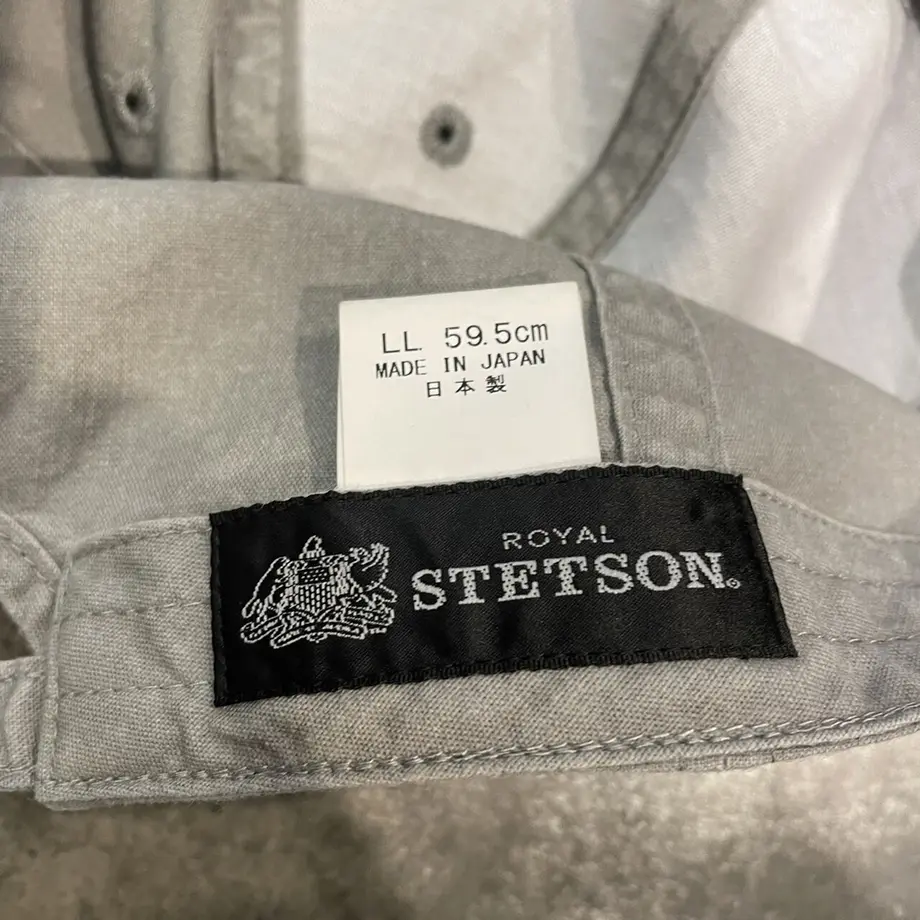 LL 59.5cm
MADE IN JAPAN
日本製
ROYAL
STETSON®